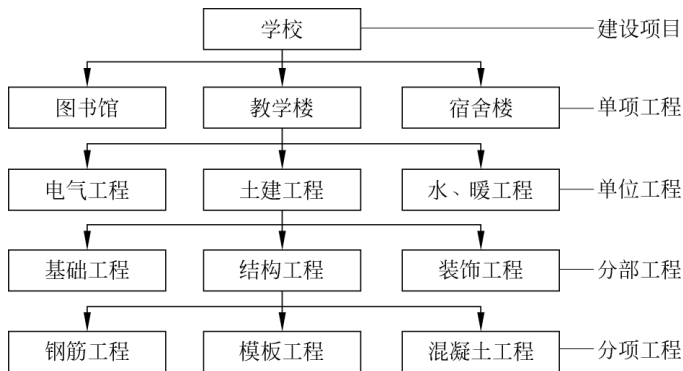 学校 建设项目
图书馆 教学楼 宿舍楼 单项工程
电气工程 土建工程 水、暖工程 单位工程
基础工程 结构工程 装饰工程 分部工程
钢筋工程 模板工程 混凝土工程 分项工程